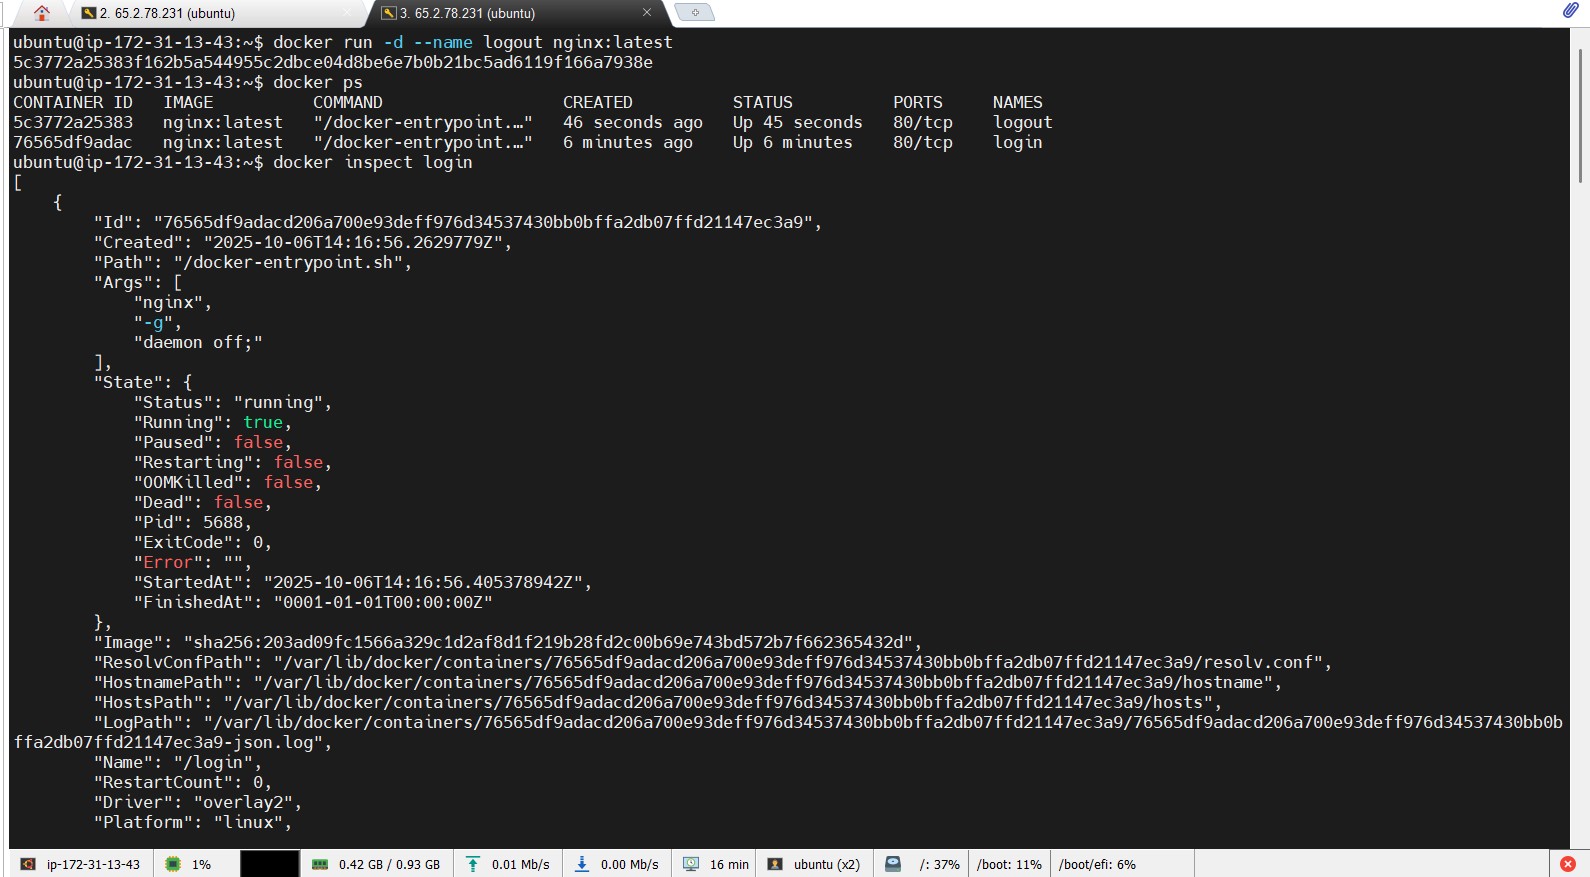 2. 65.2.78.231 (ubuntu)
3. 65.2.78.231 (ubuntu)
ubuntu@ip-172-31-13-43:~$ docker run -d --name logout nginx:latest
5c3772a25383f162b5a544955c2dbce04d8be6e7b0b21bc5ad6119f166a7938e
ubuntu@ip-172-31-13-43:~$ docker ps
CONTAINER ID   IMAGE          COMMAND                  CREATED          STATUS          PORTS     NAMES
5c3772a25383   nginx:latest   "/docker-entrypoint.…"   46 seconds ago   Up 45 seconds   80/tcp    logout
76565df9adac   nginx:latest   "/docker-entrypoint.…"   6 minutes ago    Up 6 minutes    80/tcp    login
ubuntu@ip-172-31-13-43:~$ docker inspect login
[
    {
        "Id": "76565df9adacd206a700e93deff976d34537430bb0bffa2db07ffd21147ec3a9",
        "Created": "2025-10-06T14:16:56.2629779Z",
        "Path": "/docker-entrypoint.sh",
        "Args": [
            "nginx",
            "-g",
            "daemon off;"
        ],
        "State": {
            "Status": "running",
            "Running": true,
            "Paused": false,
            "Restarting": false,
            "OOMKilled": false,
            "Dead": false,
            "Pid": 5688,
            "ExitCode": 0,
            "Error": "",
            "StartedAt": "2025-10-06T14:16:56.405378942Z",
            "FinishedAt": "0001-01-01T00:00:00Z"
        },
        "Image": "sha256:203ad09fc1566a329c1d2af8d1f219b28fd2c00b69e743bd572b7f662365432d",
        "ResolvConfPath": "/var/lib/docker/containers/76565df9adacd206a700e93deff976d34537430bb0bffa2db07ffd21147ec3a9/resolv.conf",
        "HostnamePath": "/var/lib/docker/containers/76565df9adacd206a700e93deff976d34537430bb0bffa2db07ffd21147ec3a9/hostname",
        "HostsPath": "/var/lib/docker/containers/76565df9adacd206a700e93deff976d34537430bb0bffa2db07ffd21147ec3a9/hosts",
        "LogPath": "/var/lib/docker/containers/76565df9adacd206a700e93deff976d34537430bb0bffa2db07ffd21147ec3a9/76565df9adacd206a700e93deff976d34537430bb0b
ffa2db07ffd21147ec3a9-json.log",
        "Name": "/login",
        "RestartCount": 0,
        "Driver": "overlay2",
        "Platform": "linux",
ip-172-31-13-43   1%   0.42 GB / 0.93 GB   0.01 Mb/s   0.00 Mb/s   16 min   ubuntu (x2)   /: 37%   /boot: 11%   /boot/efi: 6%